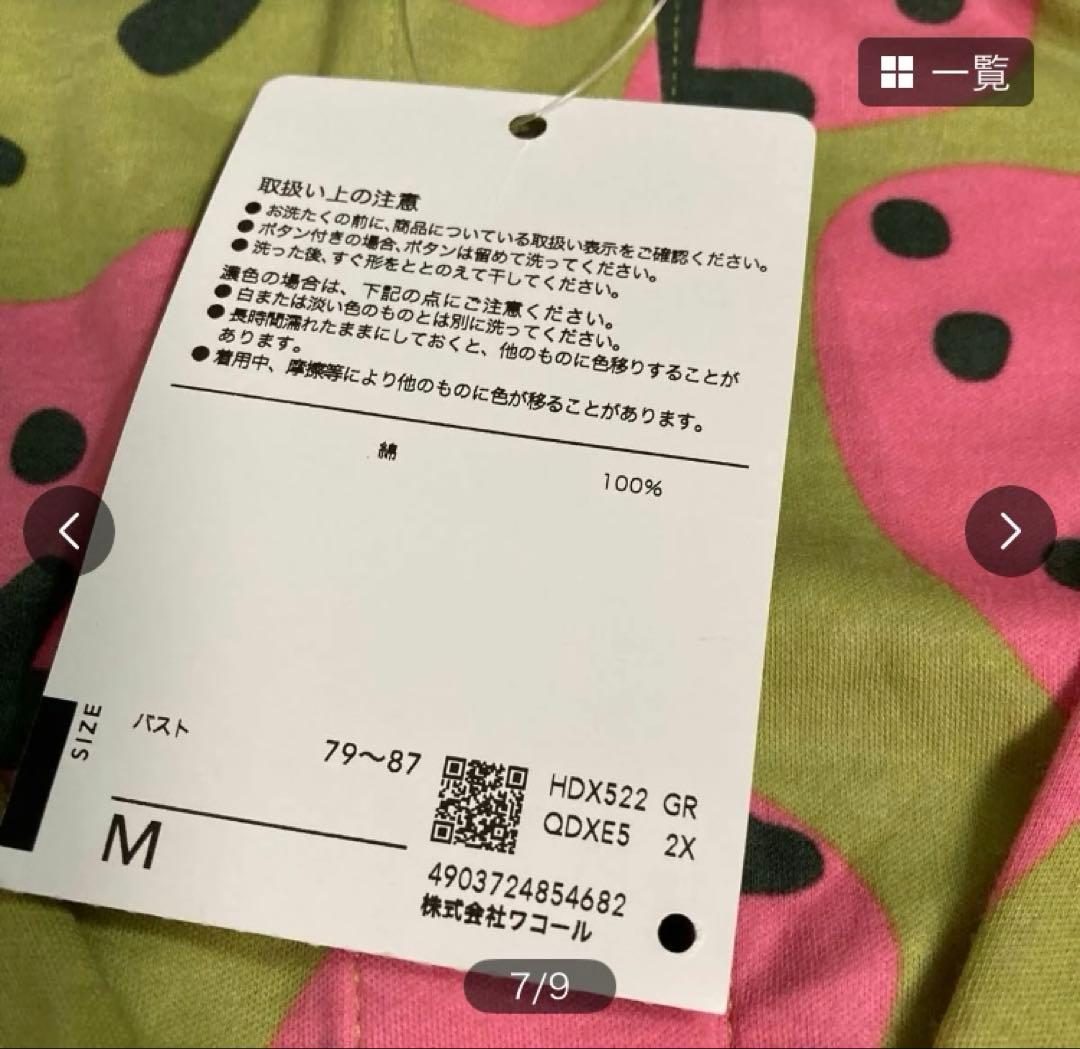 一覧
取扱い上の注意
●お洗たくの前に、商品についている取扱い表示をご確認ください。
●ボタン付きの場合、ボタンは留めて洗ってください。
●洗った後、すぐ形をととのえて干してください。
濃色の場合は、下記の点にご注意ください。
●白または淡い色のものとは別に洗ってください。
●長時間濡れたままにしておくと、他のものに色移りすることが
あります。
●着用中、摩擦等により他のものに色が移ることがあります。
綿 100%
SIZE
バスト
79〜87
M
HDX522 GR
QDXE5 2X
4903724854682
株式会社ワコール
7/9